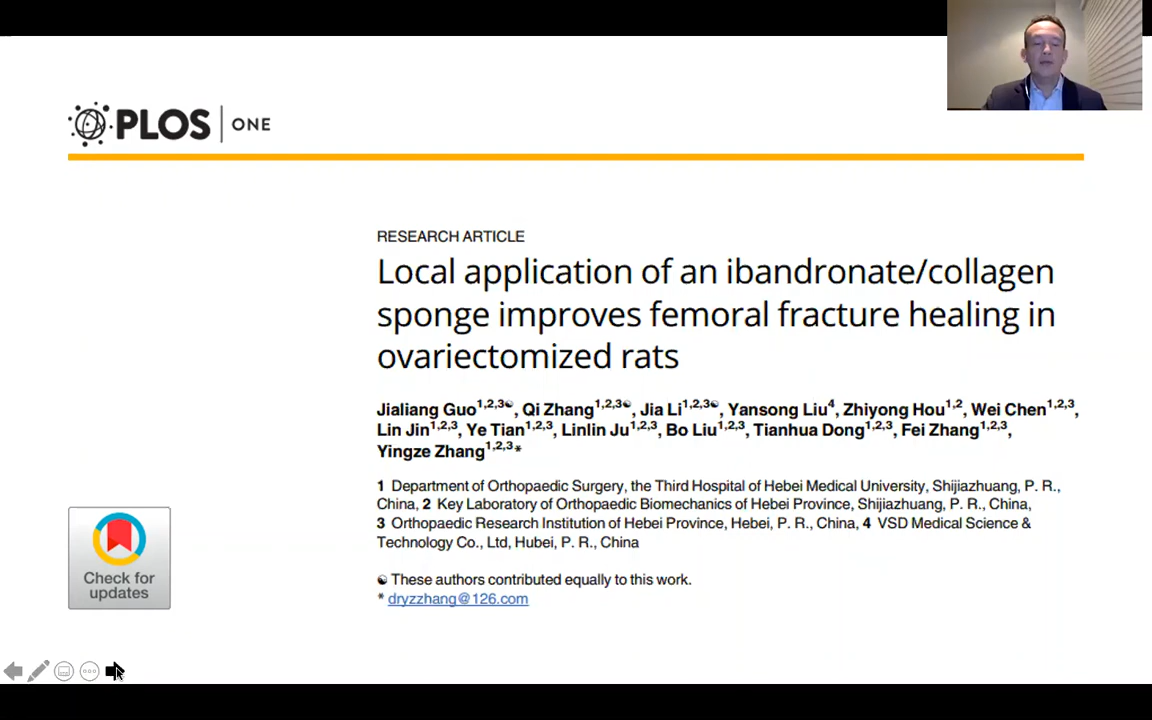 PLOS | ONE
RESEARCH ARTICLE
Local application of an ibandronate/collagen
sponge improves femoral fracture healing in
ovariectomized rats
Jialiang Guo1,2,3☯, Qi Zhang1,2,3☯, Jia Li1,2,3☯, Yansong Liu4, Zhiyong Hou1,2, Wei Chen1,2,3,
Lin Jin1,2,3, Ye Tian1,2,3, Linlin Ju1,2,3, Bo Liu1,2,3, Tianhua Dong1,2,3, Fei Zhang1,2,3,
Yingze Zhang1,2,3*
1 Department of Orthopaedic Surgery, the Third Hospital of Hebei Medical University, Shijiazhuang, P. R.,
China, 2 Key Laboratory of Orthopaedic Biomechanics of Hebei Province, Shijiazhuang, P. R., China,
3 Orthopaedic Research Institution of Hebei Province, Hebei, P. R., China, 4 VSD Medical Science &
Technology Co., Ltd, Hubei, P. R., China
☯ These authors contributed equally to this work.
* dryzzhang@126.com
Check for
updates